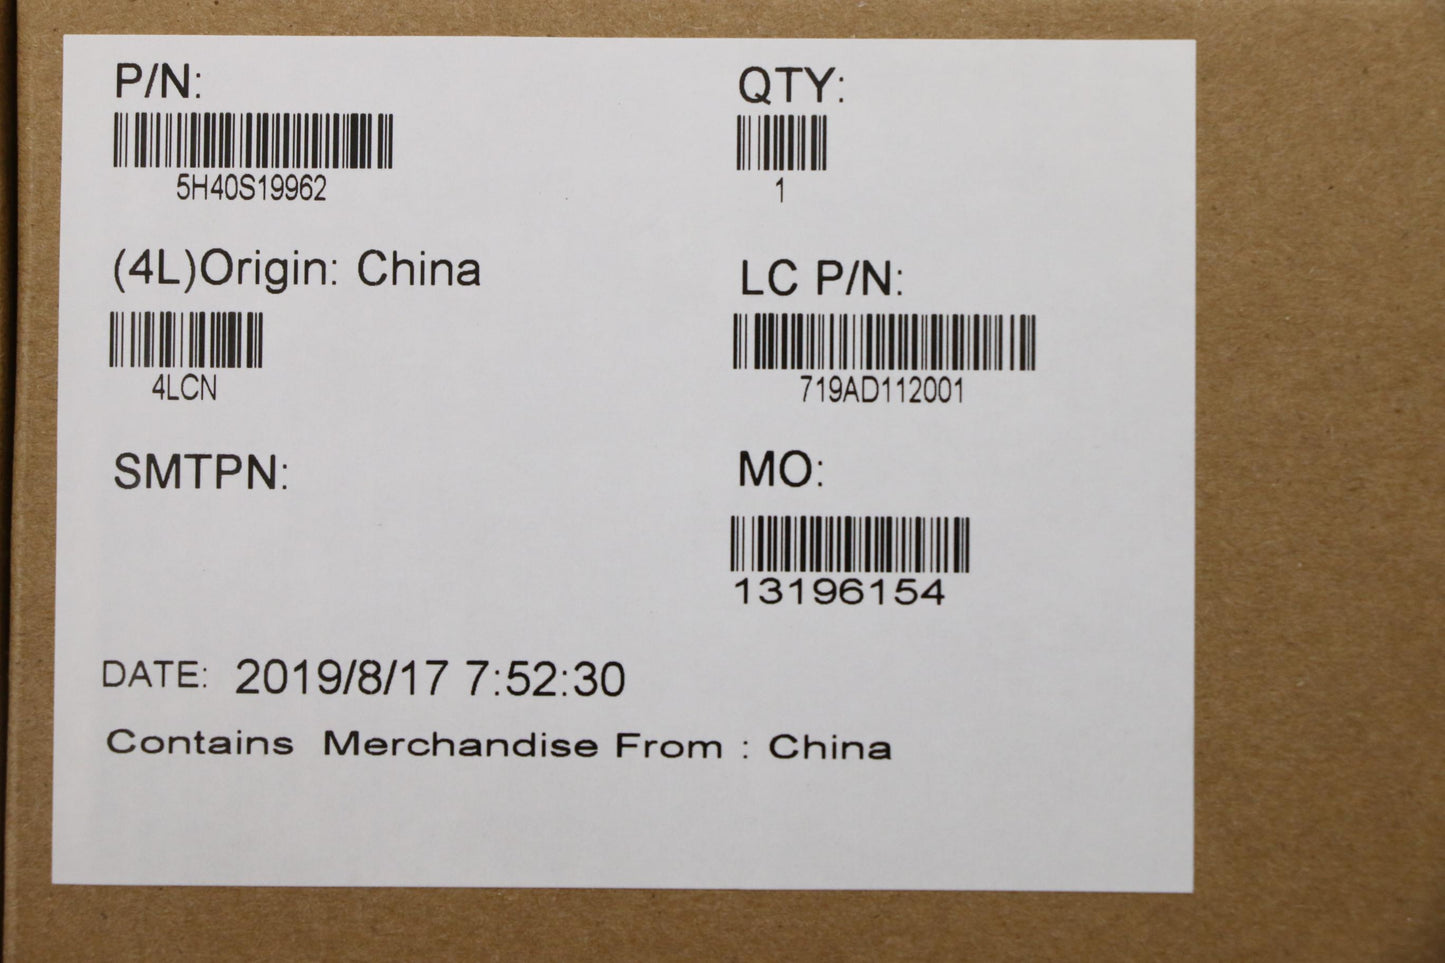 P/N:
5H40S19962
QTY:
1
(4L)Origin: China
4LCN
LC P/N:
719AD112001
SMTPN:
MO:
13196154
DATE: 2019/8/17 7:52:30
Contains Merchandise From : China